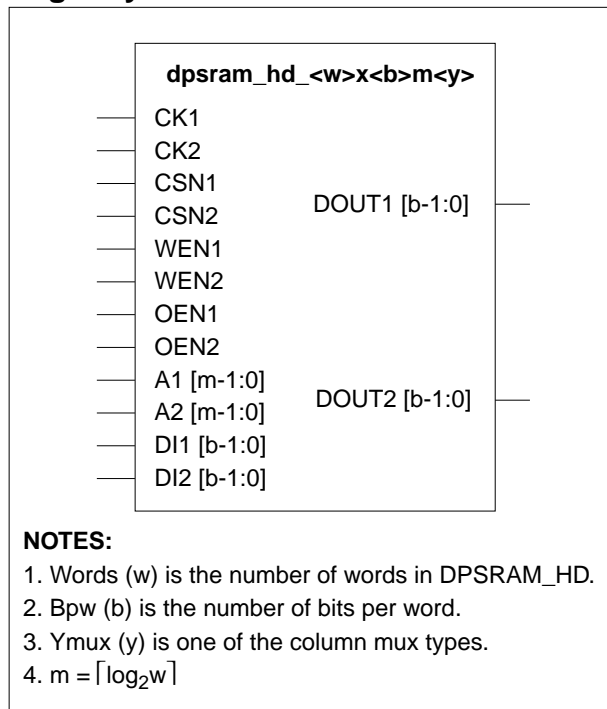 dpsram_hd_<w>x<b>m<y>
CK1
CK2
CSN1
CSN2
WEN1
WEN2
OEN1
OEN2
A1 [m-1:0]
A2 [m-1:0]
DI1 [b-1:0]
DI2 [b-1:0]
DOUT1 [b-1:0]
DOUT2 [b-1:0]
NOTES:
1. Words (w) is the number of words in DPSRAM_HD.
2. Bpw (b) is the number of bits per word.
3. Ymux (y) is one of the column mux types.
4. m = ⌈log₂w⌉